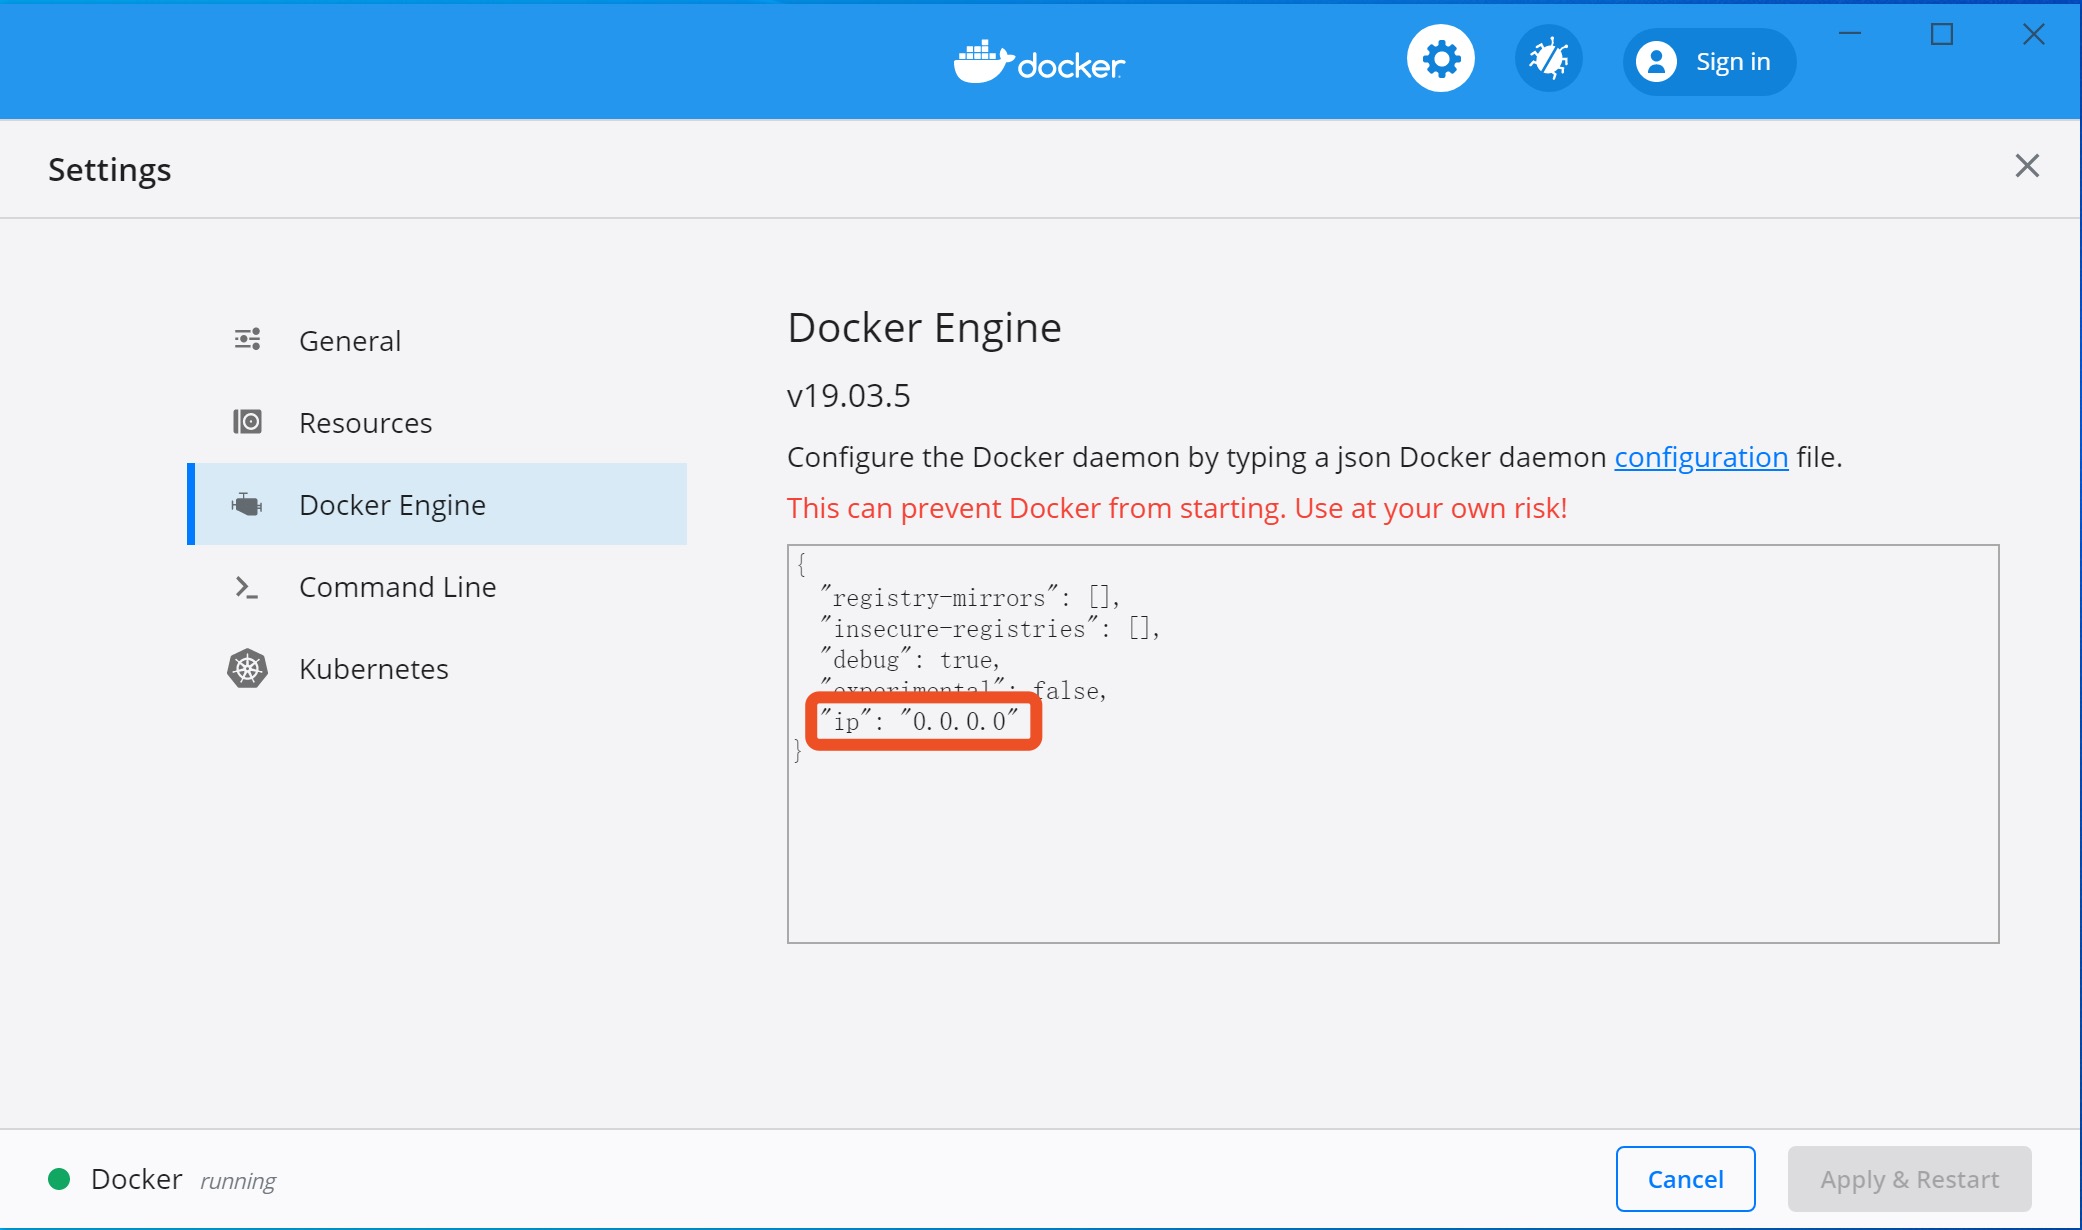 docker
Sign in
Settings
General
Resources
Docker Engine
Command Line
Kubernetes
Docker Engine
v19.03.5
Configure the Docker daemon by typing a json Docker daemon configuration file.
This can prevent Docker from starting. Use at your own risk!
{
"registry-mirrors": [],
"insecure-registries": [],
"debug": true,
"experimental": false,
"ip": "0.0.0.0"
}
Docker running
Cancel
Apply & Restart